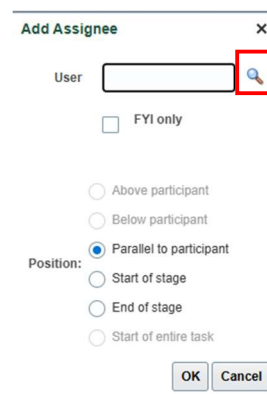 Add Assignee
User
FYI only
Above participant
Below participant
Position:
Parallel to participant
Start of stage
End of stage
Start of entire task
OK Cancel